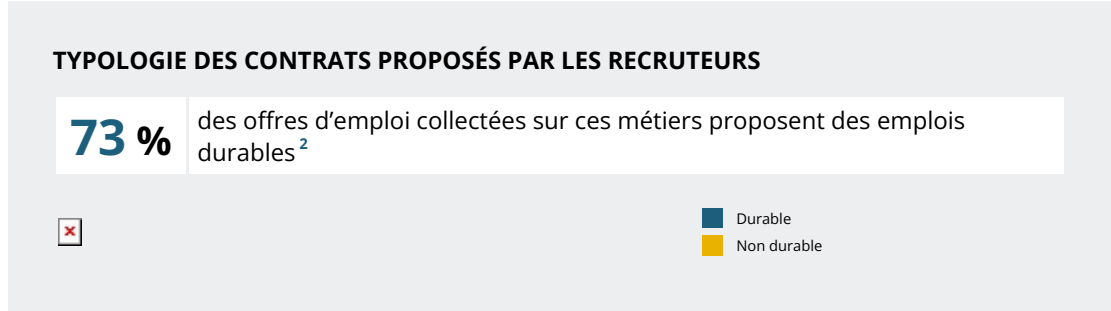 TYPOLOGIE DES CONTRATS PROPOSÉS PAR LES RECRUTEURS
73 %
des offres d’emploi collectées sur ces métiers proposent des emplois
durables 2
Durable
Non durable